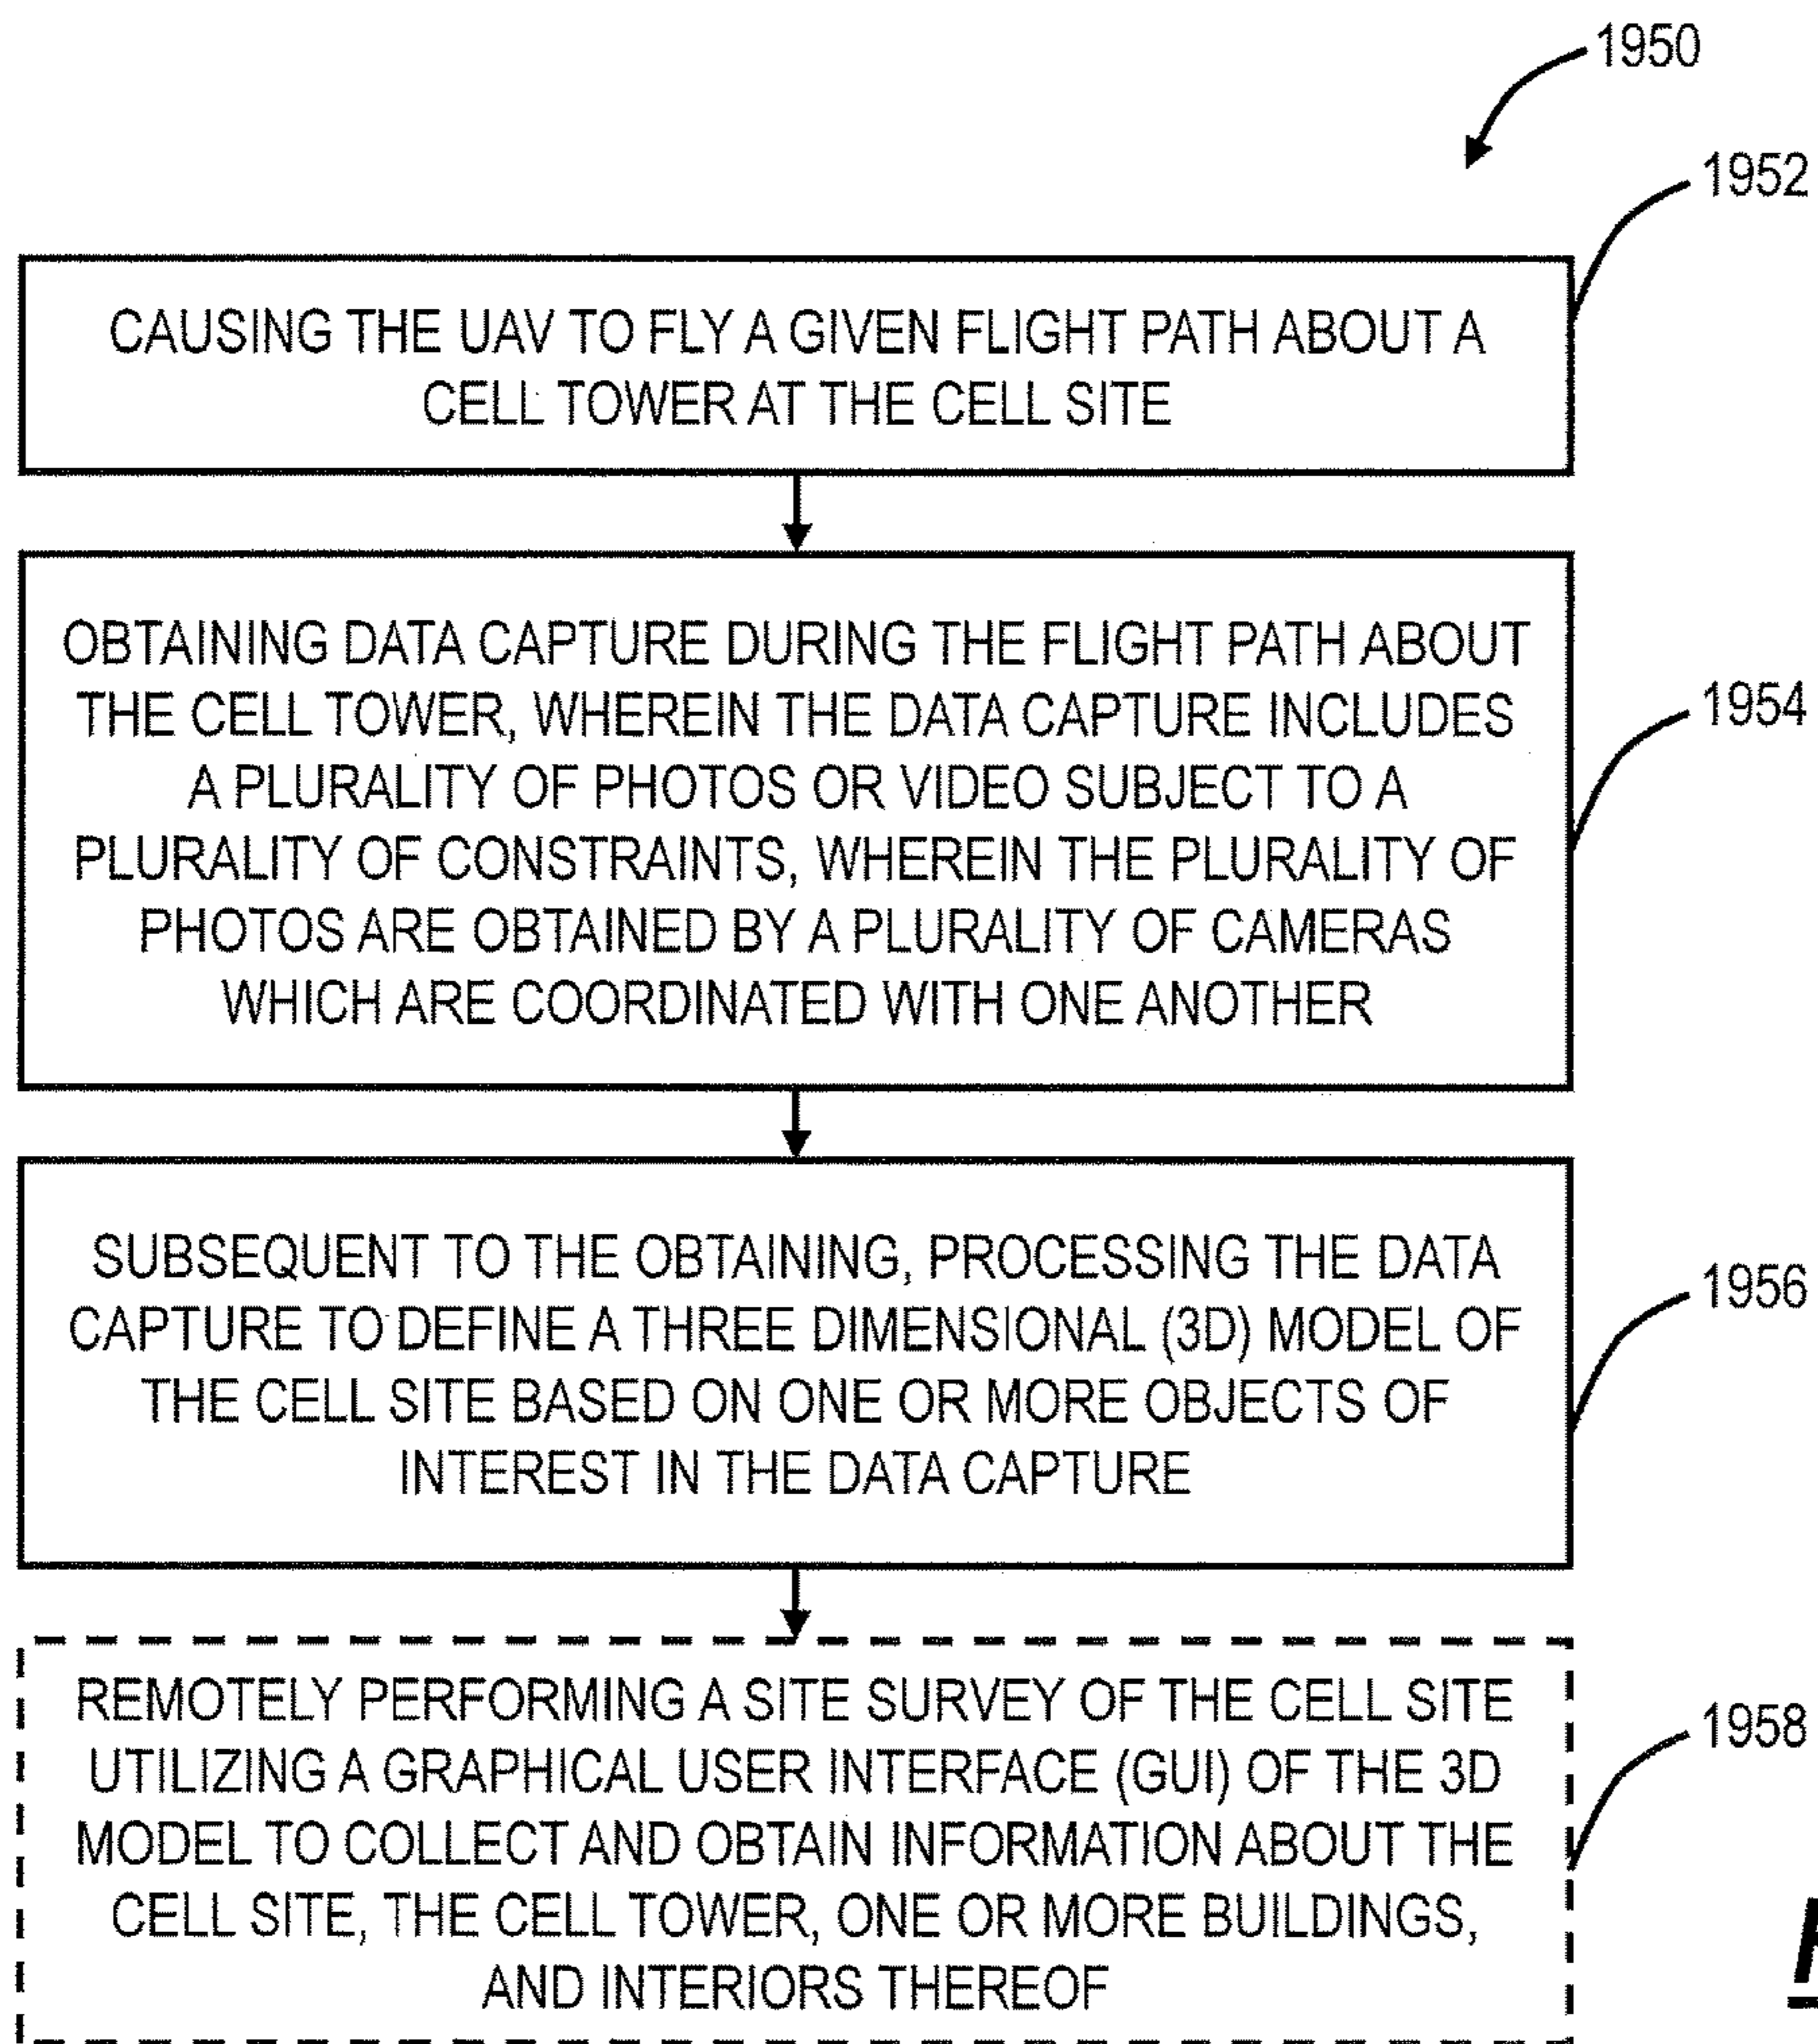 1950
1952
CAUSING THE UAV TO FLY A GIVEN FLIGHT PATH ABOUT A
CELL TOWER AT THE CELL SITE
OBTAINING DATA CAPTURE DURING THE FLIGHT PATH ABOUT
THE CELL TOWER, WHEREIN THE DATA CAPTURE INCLUDES
A PLURALITY OF PHOTOS OR VIDEO SUBJECT TO A
PLURALITY OF CONSTRAINTS, WHEREIN THE PLURALITY OF
PHOTOS ARE OBTAINED BY A PLURALITY OF CAMERAS
WHICH ARE COORDINATED WITH ONE ANOTHER
1954
SUBSEQUENT TO THE OBTAINING, PROCESSING THE DATA
CAPTURE TO DEFINE A THREE DIMENSIONAL (3D) MODEL OF
THE CELL SITE BASED ON ONE OR MORE OBJECTS OF
INTEREST IN THE DATA CAPTURE
1956
REMOTELY PERFORMING A SITE SURVEY OF THE CELL SITE
UTILIZING A GRAPHICAL USER INTERFACE (GUI) OF THE 3D
MODEL TO COLLECT AND OBTAIN INFORMATION ABOUT THE
CELL SITE, THE CELL TOWER, ONE OR MORE BUILDINGS,
AND INTERIORS THEREOF
1958